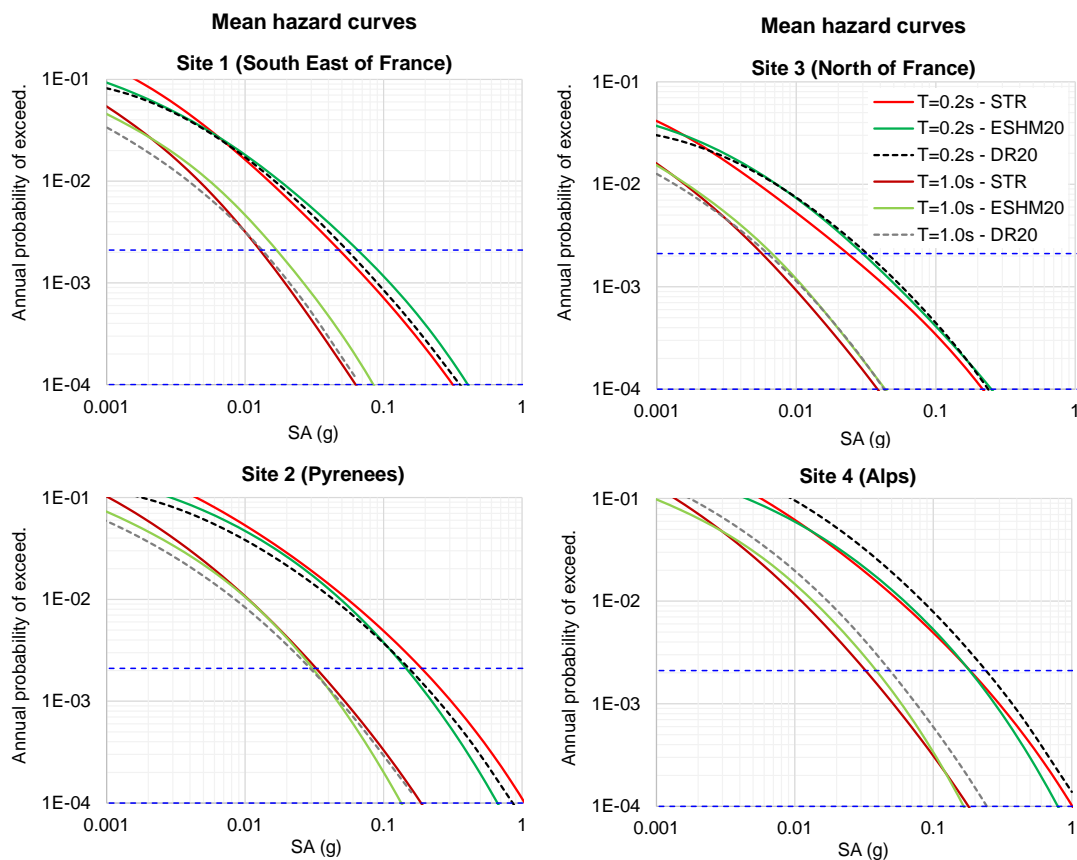 Mean hazard curves
Site 1 (South East of France)
Annual probability of exceed.
1E-01
1E-02
1E-03
1E-04
0.001
0.01
0.1
1
SA (g)
Mean hazard curves
Site 3 (North of France)
Annual probability of exceed.
1E-01
1E-02
1E-03
1E-04
T=0.2s - STR
T=0.2s - ESHM20
T=0.2s - DR20
T=1.0s - STR
T=1.0s - ESHM20
T=1.0s - DR20
0.001
0.01
0.1
1
SA (g)
Site 2 (Pyrenees)
Annual probability of exceed.
1E-01
1E-02
1E-03
1E-04
0.001
0.01
0.1
1
SA (g)
Site 4 (Alps)
Annual probability of exceed.
1E-01
1E-02
1E-03
1E-04
0.001
0.01
0.1
1
SA (g)